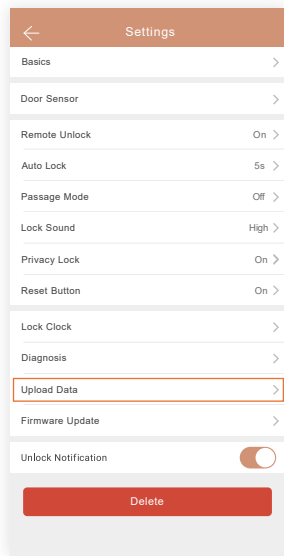 Settings
Basics
Door Sensor
Remote Unlock On
Auto Lock 5s
Passage Mode Off
Lock Sound High
Privacy Lock On
Reset Button On
Lock Clock
Diagnosis
Upload Data
Firmware Update
Unlock Notification
Delete